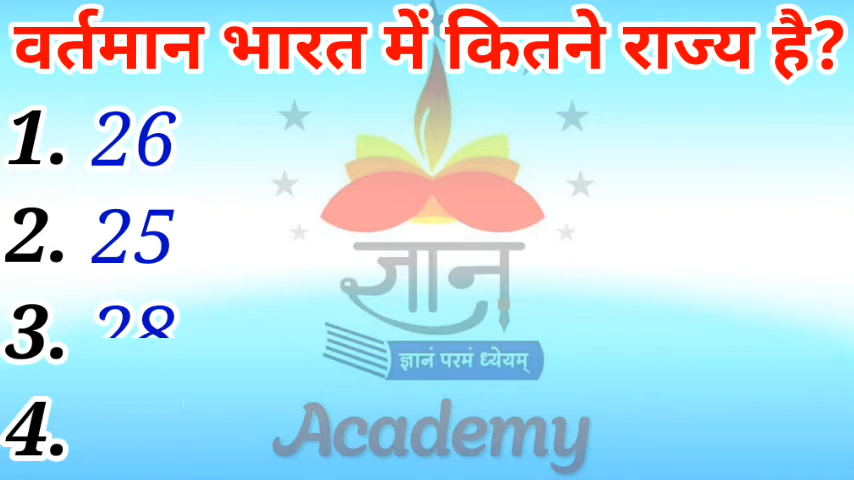 वर्तमान भारत में कितने राज्य है?
1. 26
2. 25
3. 28
4.
ज्ञान
ज्ञानं परमं ध्येयम्
Academy